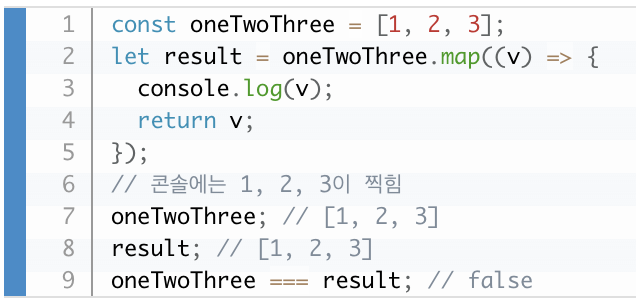 1 const oneTwoThree = [1, 2, 3];
2 let result = oneTwoThree.map((v) => {
3   console.log(v);
4   return v;
5 });
6 // 콘솔에는 1, 2, 3이 찍힘
7 oneTwoThree; // [1, 2, 3]
8 result; // [1, 2, 3]
9 oneTwoThree === result; // false